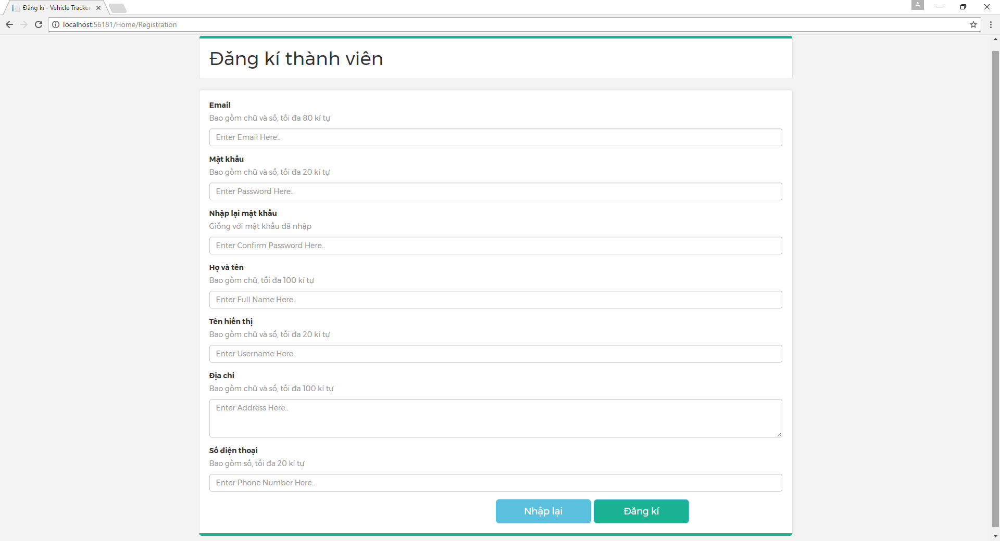 Đăng kí - Vehicle Tracker
localhost:56181/Home/Registration
Đăng kí thành viên
Email
Bao gồm chữ và số, tối đa 80 kí tự
Enter Email Here..
Mật khẩu
Bao gồm chữ và số, tối đa 20 kí tự
Enter Password Here..
Nhập lại mật khẩu
Giống với mật khẩu đã nhập
Enter Confirm Password Here..
Họ và tên
Bao gồm chữ, tối đa 100 kí tự
Enter Full Name Here..
Tên hiển thị
Bao gồm chữ và số, tối đa 20 kí tự
Enter Username Here..
Địa chỉ
Bao gồm chữ và số, tối đa 100 kí tự
Enter Address Here..
Số điện thoại
Bao gồm số, tối đa 20 kí tự
Enter Phone Number Here..
Nhập lại Đăng kí